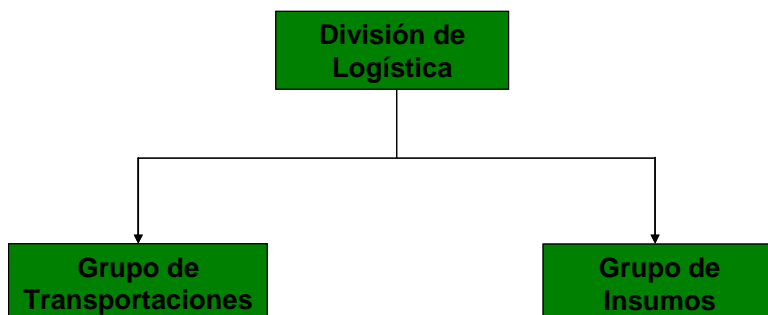 División de
Logística
Grupo de
Transportaciones
Grupo de
Insumos